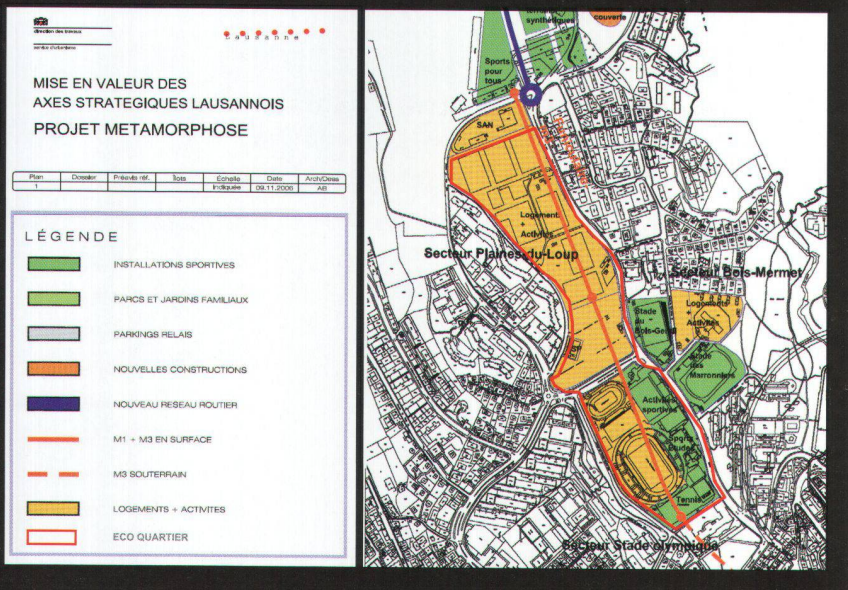 direction des travaux
service d'urbanisme
Lausanne
MISE EN VALEUR DES
AXES STRATEGIQUES LAUSANNOIS
PROJET METAMORPHOSE
Plan Dossier Préavis réf. Îlots Echelle Date Arch/Dess
1 Indiquée 09.11.2006 AB
LÉGENDE
INSTALLATIONS SPORTIVES
PARCS ET JARDINS FAMILIAUX
PARKINGS RELAIS
NOUVELLES CONSTRUCTIONS
NOUVEAU RESEAU ROUTIER
M1 + M3 EN SURFACE
M3 SOUTERRAIN
LOGEMENTS + ACTIVITES
ECO QUARTIER
synthétiques
couverte
Sports
pour
tous
SAN
Logement
+
Activités
Secteur Plaines-du-Loup
Secteur Bois-Mermet
Stade
du
Bois-Gentil
Logements
+
Activités
Stade
des
Marronniers
Activités
sportives
Sports
Etudes
Tennis
Secteur Stade olympique